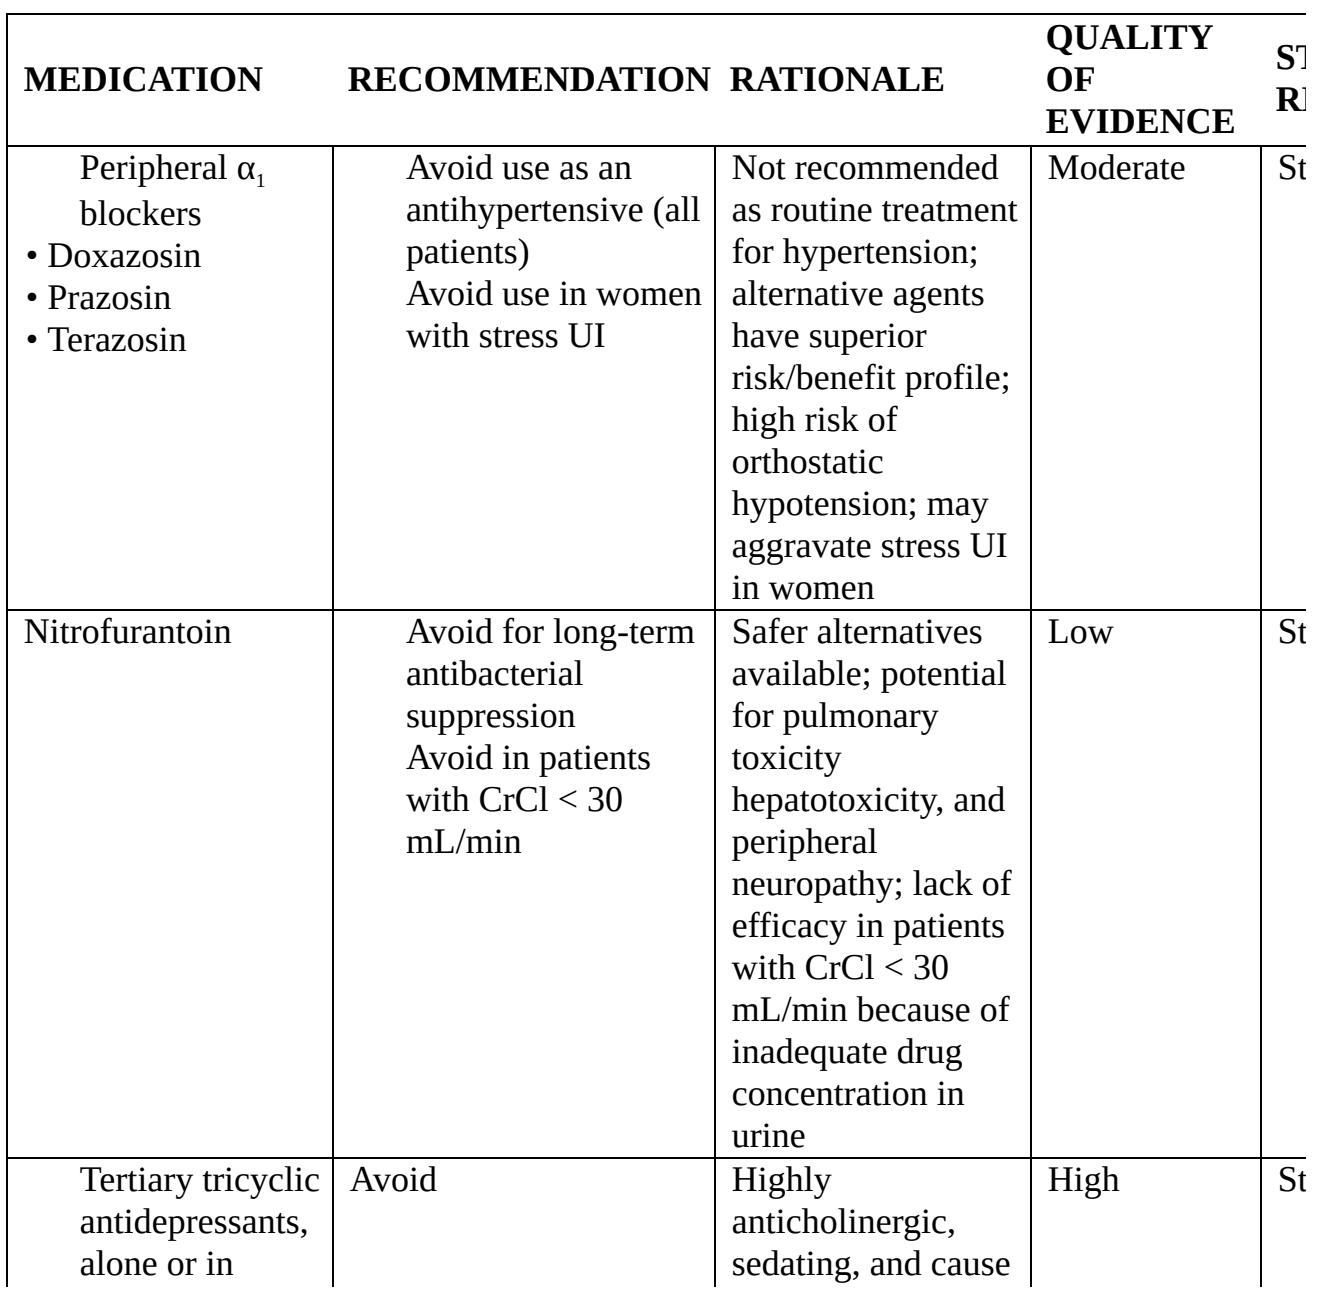 MEDICATION
RECOMMENDATION
RATIONALE
QUALITY
OF
EVIDENCE
Peripheral α₁
blockers
• Doxazosin
• Prazosin
• Terazosin
Avoid use as an
antihypertensive (all
patients)
Avoid use in women
with stress UI
Not recommended
as routine treatment
for hypertension;
alternative agents
have superior
risk/benefit profile;
high risk of
orthostatic
hypotension; may
aggravate stress UI
in women
Moderate
St
Nitrofurantoin
Avoid for long-term
antibacterial
suppression
Avoid in patients
with CrCl < 30
mL/min
Safer alternatives
available; potential
for pulmonary
toxicity
hepatotoxicity, and
peripheral
neuropathy; lack of
efficacy in patients
with CrCl < 30
mL/min because of
inadequate drug
concentration in
urine
Low
St
Tertiary tricyclic
antidepressants,
alone or in
Avoid
Highly
anticholinergic,
sedating, and cause
High
St